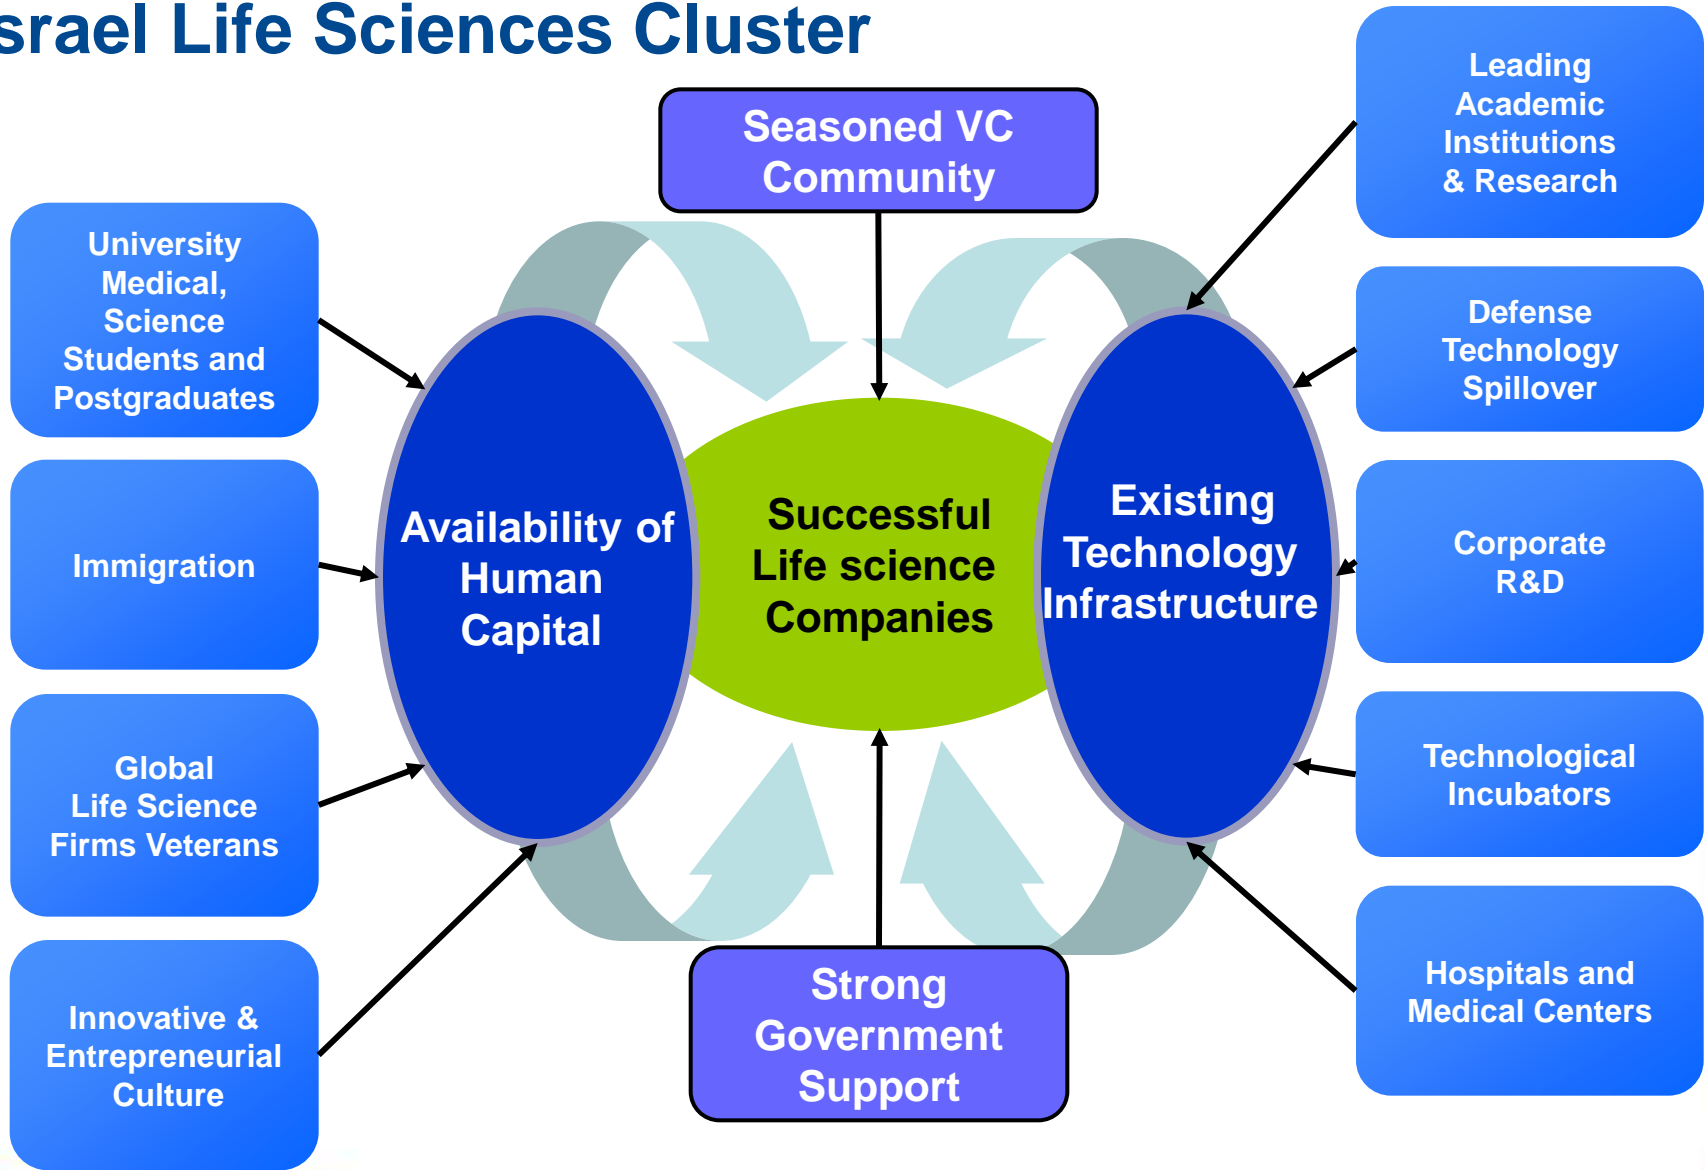 srael Life Sciences Cluster
Seasoned VC
Community
Leading
Academic
Institutions
& Research
University
Medical,
Science
Students and
Postgraduates
Defense
Technology
Spillover
Immigration
Availability of
Human
Capital
Successful
Life science
Companies
Existing
Technology
Infrastructure
Corporate
R&D
Global
Life Science
Firms Veterans
Technological
Incubators
Innovative &
Entrepreneurial
Culture
Strong
Government
Support
Hospitals and
Medical Centers